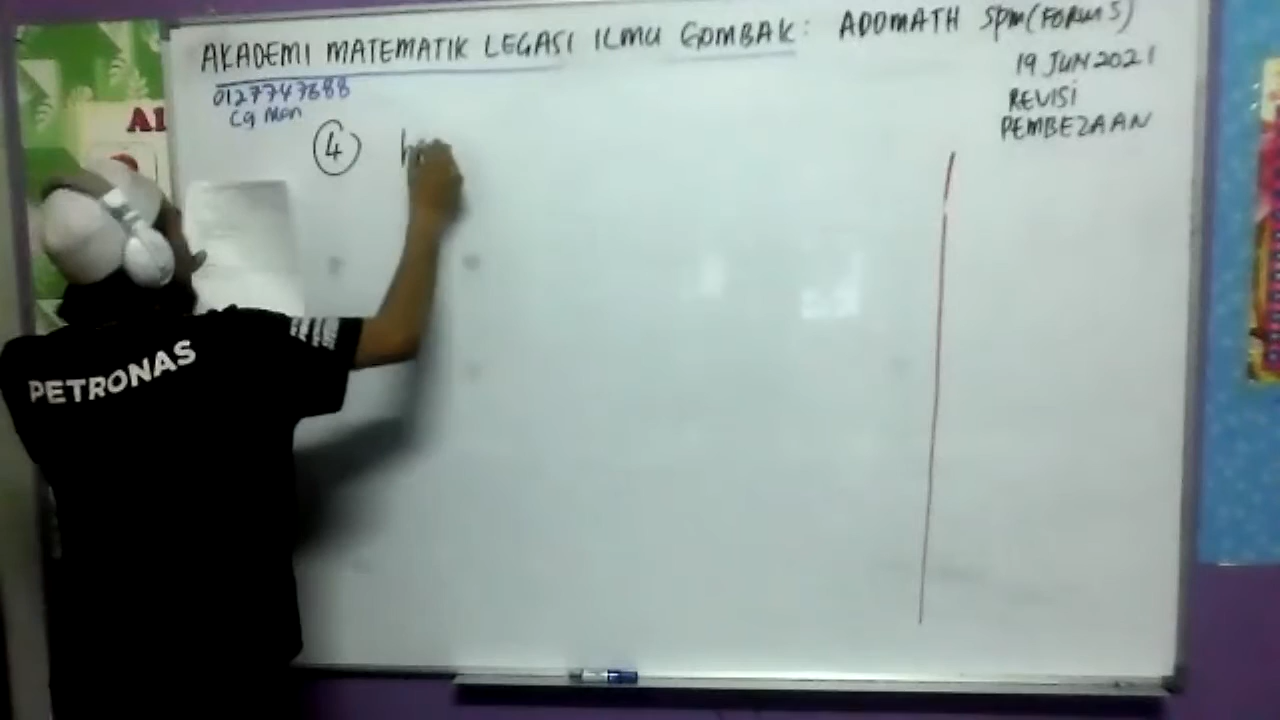 AKADEMI MATEMATIK LEGASI ILMU GOMBAK: ADDMATH SPM (FORM 5)
19 JUN 2021
0127747688
REVISI
Cg Man
PEMBEZAAN
4
PETRONAS